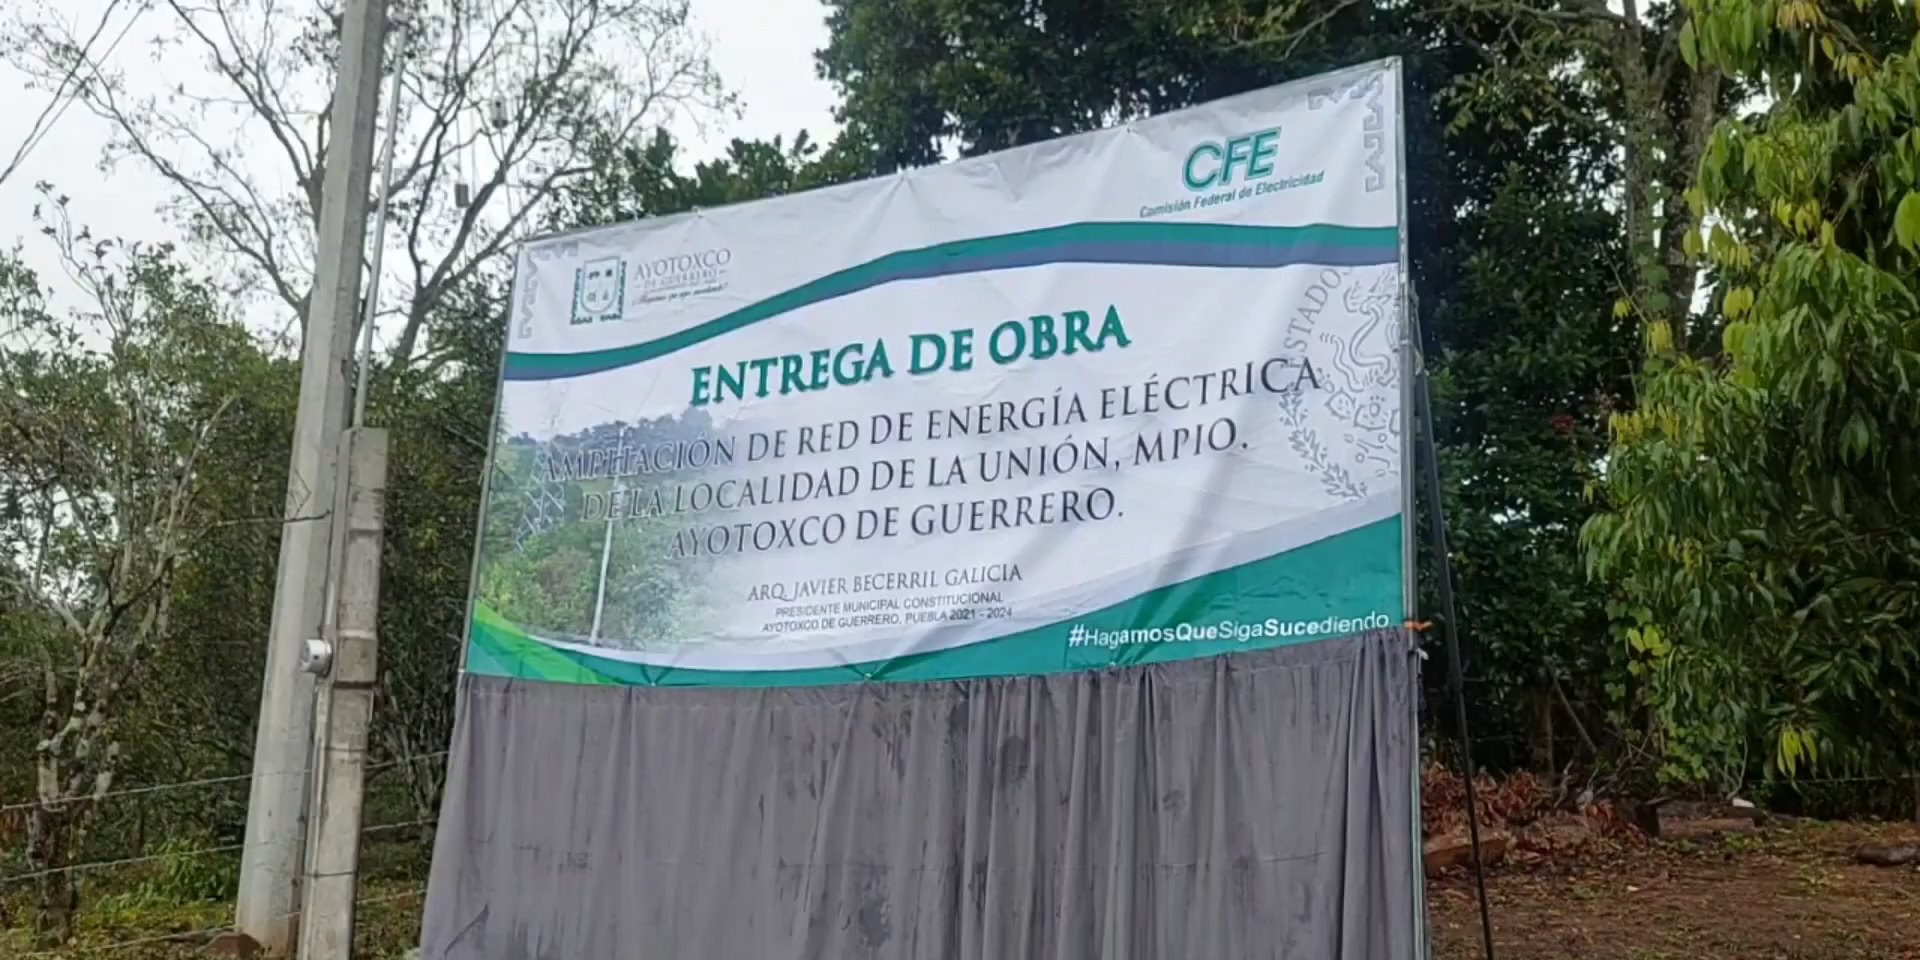 CFE
Comisión Federal de Electricidad
AYOTOXCO
DE GUERRERO
ENTREGA DE OBRA
AMPLIACIÓN DE RED DE ENERGÍA ELÉCTRICA
DE LA LOCALIDAD DE LA UNIÓN, MPIO.
AYOTOXCO DE GUERRERO.
ESTADOS
ARQ. JAVIER BECERRIL GALICIA
PRESIDENTE MUNICIPAL CONSTITUCIONAL
AYOTOXCO DE GUERRERO, PUEBLA 2021 - 2024
#HagamosQueSigaSucediendo